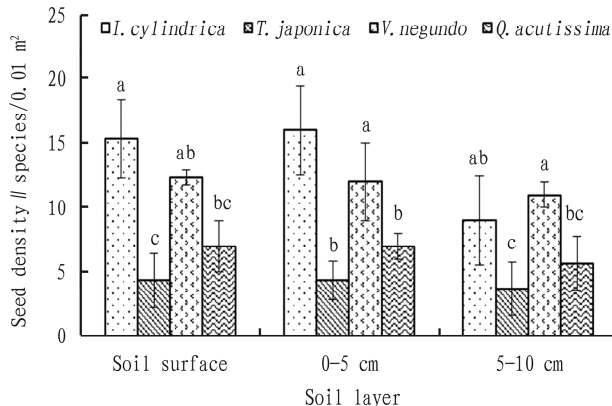 25
I. cylindrica T. japonica V. negundo Q. acutissima
20
15
10
5
0
Seed density // species/0.01 m²
a
c
ab
bc
a
b
a
b
ab
c
a
bc
Soil surface 0-5 cm 5-10 cm
Soil layer